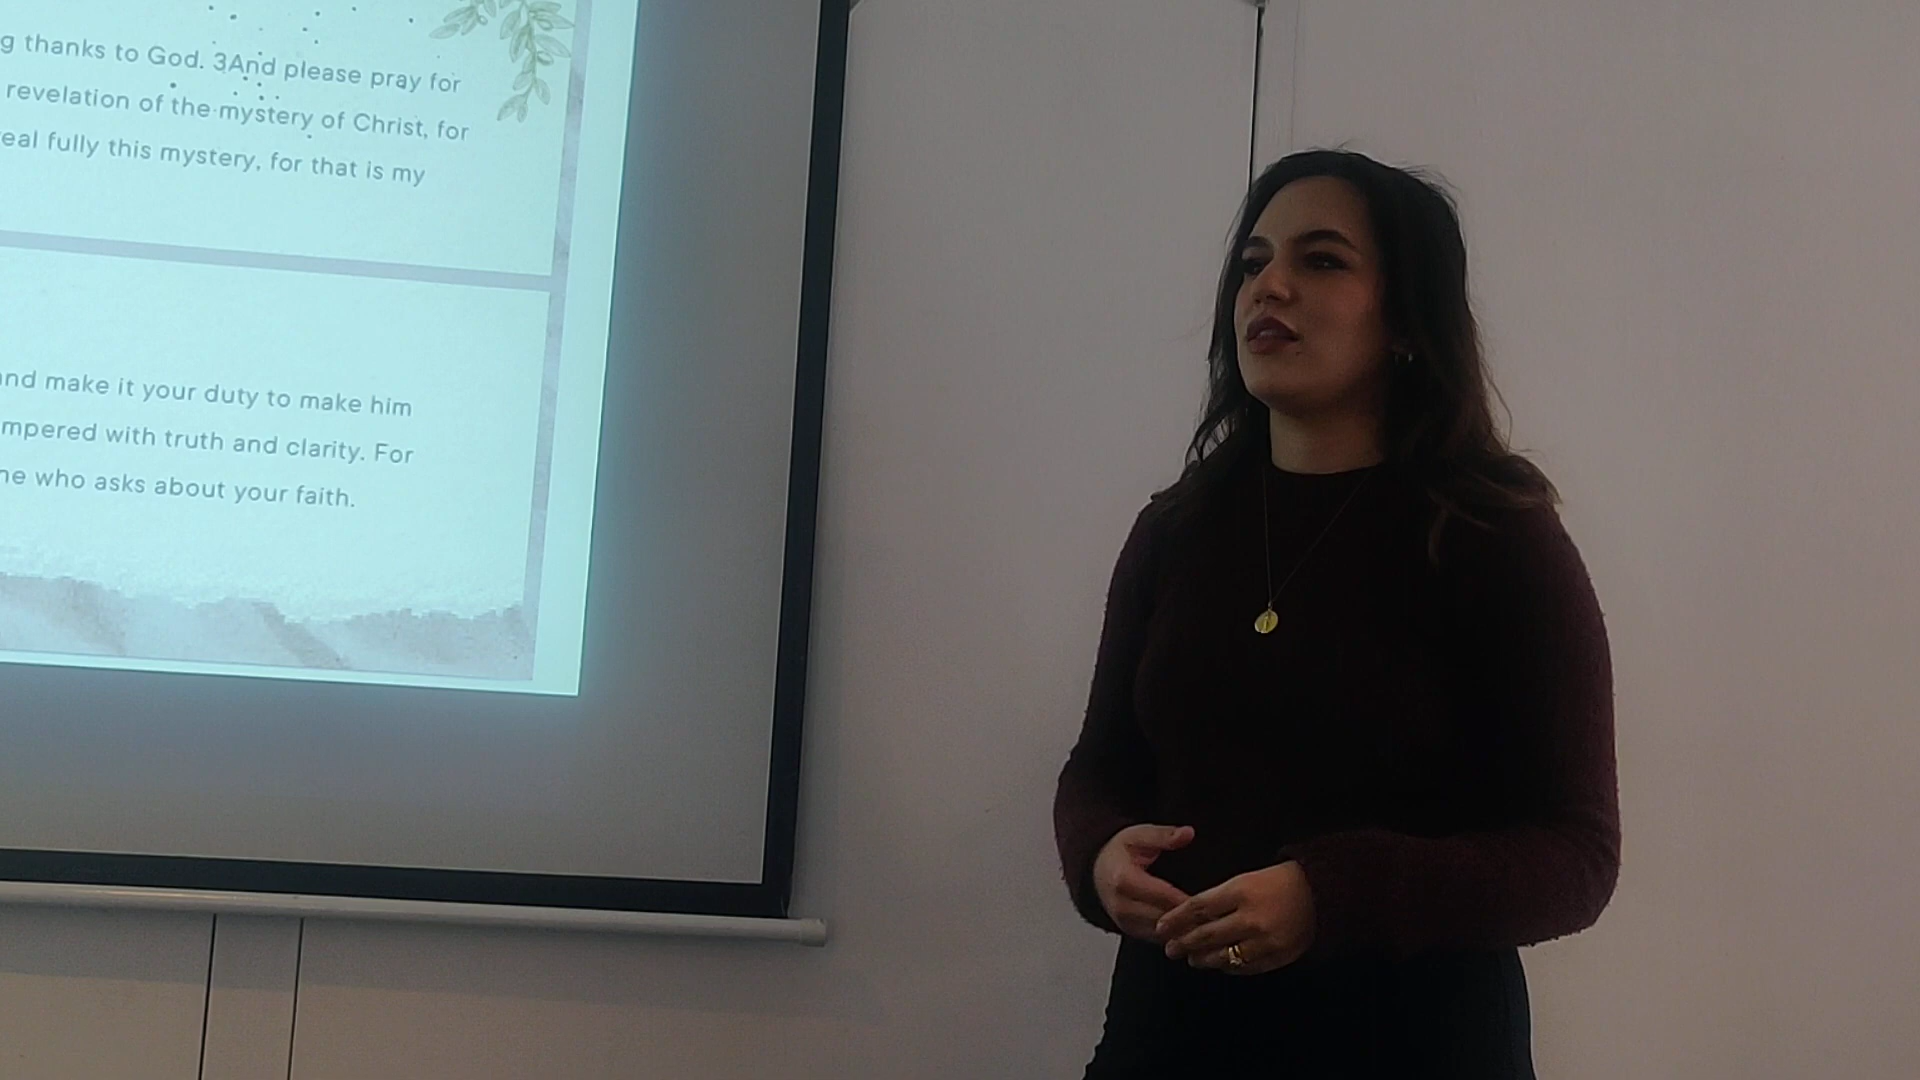 g thanks to God. 3And please pray for
revelation of the mystery of Christ, for
eal fully this mystery, for that is my
nd make it your duty to make him
mpered with truth and clarity. For
ne who asks about your faith.